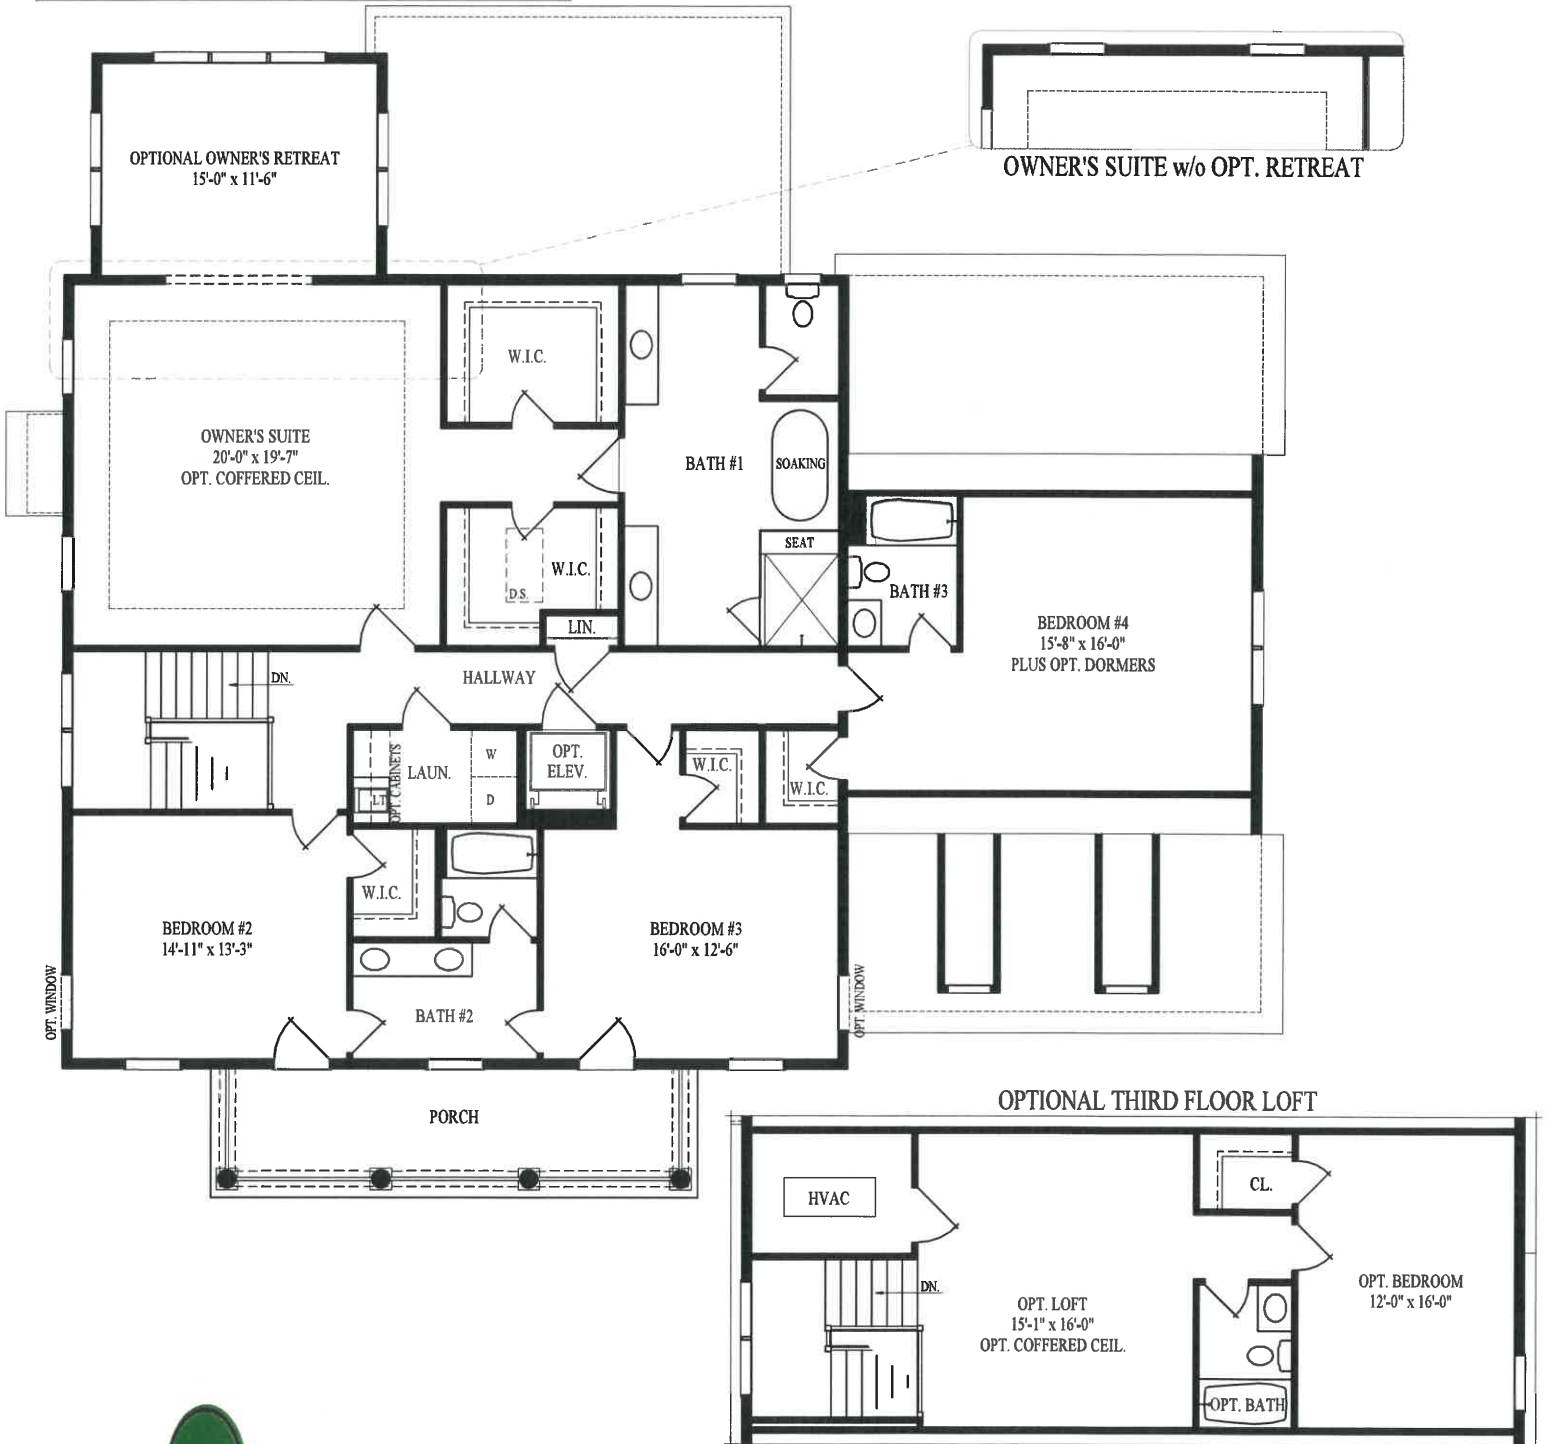 OPTIONAL OWNER'S RETREAT
15'-0" x 11'-6"
OWNER'S SUITE w/o OPT. RETREAT
W.I.C.
OWNER'S SUITE
20'-0" x 19'-7"
OPT. COFFERED CEIL.
BATH #1
SOAKING
SEAT
W.I.C.
D.S.
LIN.
BATH #3
BEDROOM #4
15'-8" x 16'-0"
PLUS OPT. DORMERS
DN.
HALLWAY
OPT. CABINETS
LAUN.
W
D
LT
OPT.
ELEV.
W.I.C.
W.I.C.
W.I.C.
BEDROOM #2
14'-11" x 13'-3"
BEDROOM #3
16'-0" x 12'-6"
OPT. WINDOW
OPT. WINDOW
BATH #2
PORCH
OPTIONAL THIRD FLOOR LOFT
HVAC
CL.
DN.
OPT. LOFT
15'-1" x 16'-0"
OPT. COFFERED CEIL.
OPT. BEDROOM
12'-0" x 16'-0"
OPT. BATH